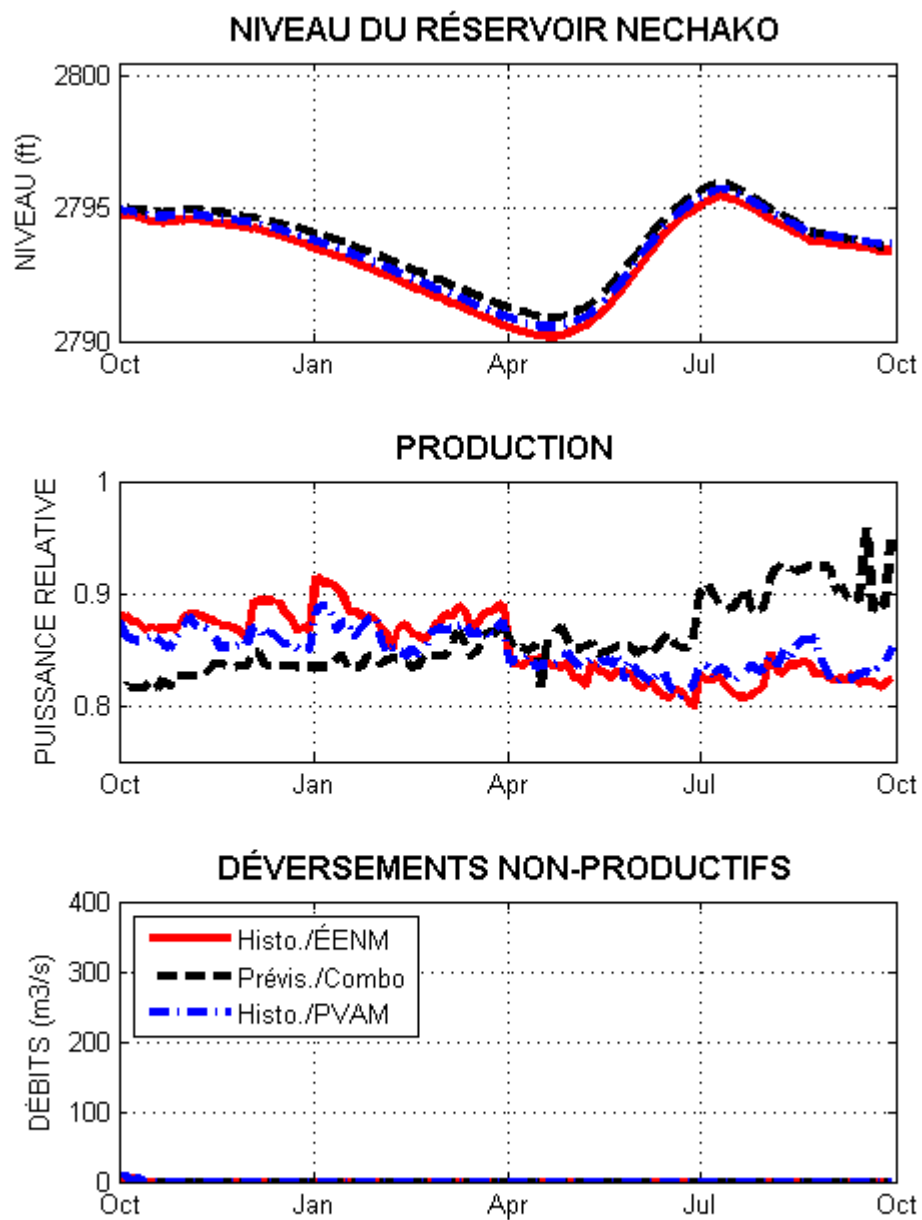 NIVEAU DU RÉSERVOIR NECHAKO
NIVEAU (ft)
2800
2795
2790
Oct Jan Apr Jul Oct
PRODUCTION
PUISSANCE RELATIVE
1
0.9
0.8
Oct Jan Apr Jul Oct
DÉVERSEMENTS NON-PRODUCTIFS
DÉBITS (m3/s)
400
300
200
100
0
Histo./ÉENM
Prévis./Combo
Histo./PVAM
Oct Jan Apr Jul Oct